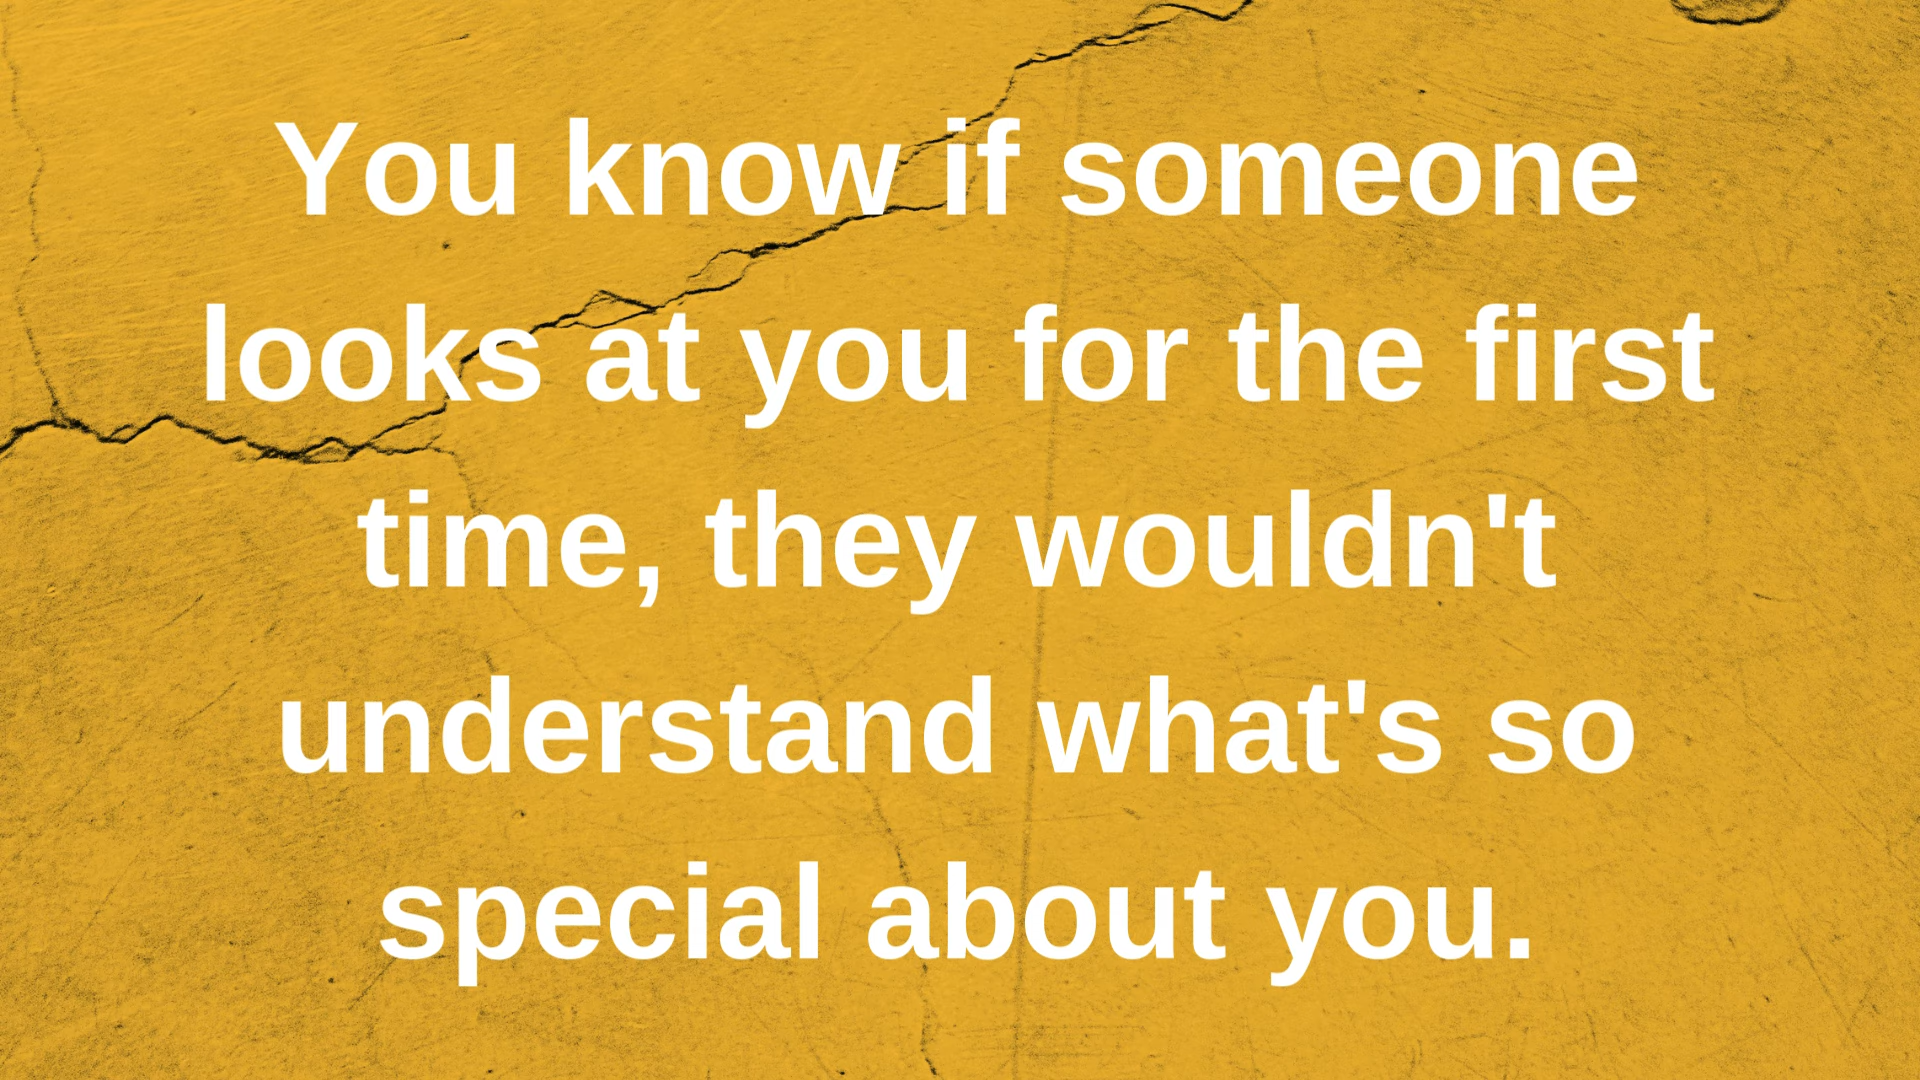 You know if someone
looks at you for the first
time, they wouldn't
understand what's so
special about you.